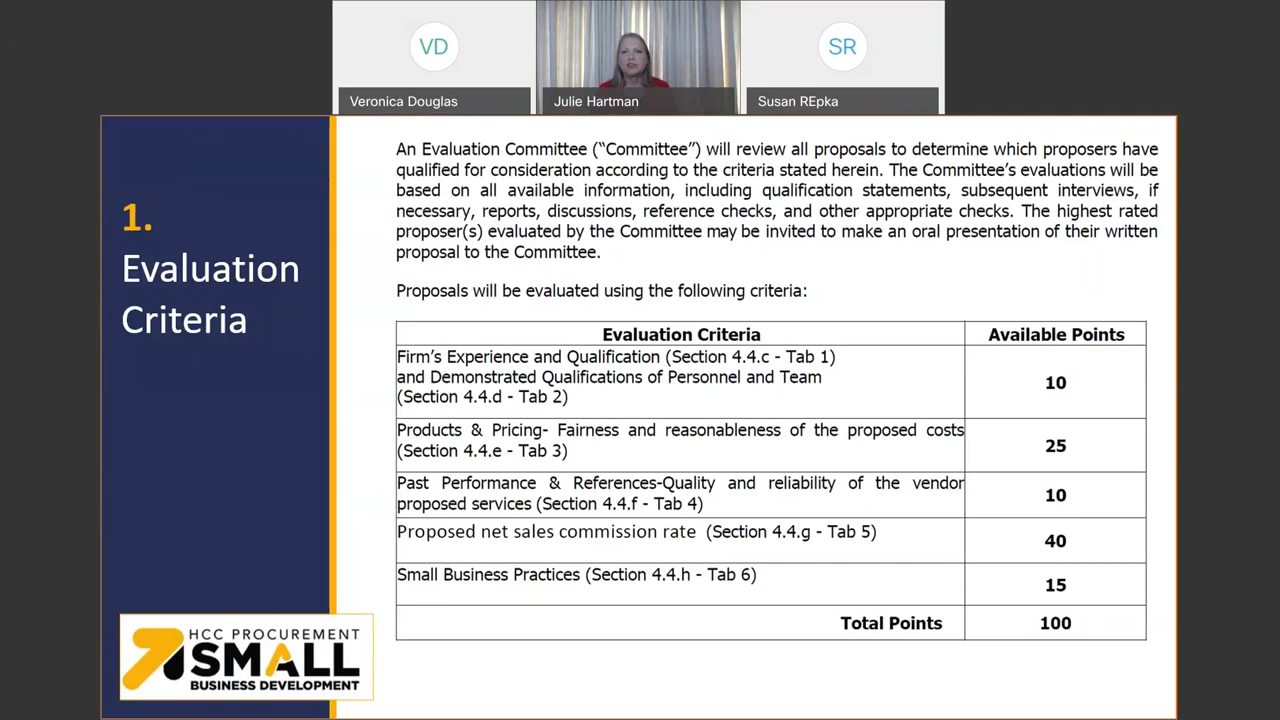 VD
SR
Veronica Douglas
Julie Hartman
Susan REpka
1.
Evaluation
Criteria
An Evaluation Committee (“Committee”) will review all proposals to determine which proposers have
qualified for consideration according to the criteria stated herein. The Committee’s evaluations will be
based on all available information, including qualification statements, subsequent interviews, if
necessary, reports, discussions, reference checks, and other appropriate checks. The highest rated
proposer(s) evaluated by the Committee may be invited to make an oral presentation of their written
proposal to the Committee.
Proposals will be evaluated using the following criteria:
Evaluation Criteria Available Points
Firm’s Experience and Qualification (Section 4.4.c - Tab 1)
and Demonstrated Qualifications of Personnel and Team
(Section 4.4.d - Tab 2)
10
Products & Pricing- Fairness and reasonableness of the proposed costs
(Section 4.4.e - Tab 3)
25
Past Performance & References-Quality and reliability of the vendor
proposed services (Section 4.4.f - Tab 4)
10
Proposed net sales commission rate (Section 4.4.g - Tab 5)
40
Small Business Practices (Section 4.4.h - Tab 6)
15
Total Points 100
HCC PROCUREMENT
SMALL
BUSINESS DEVELOPMENT